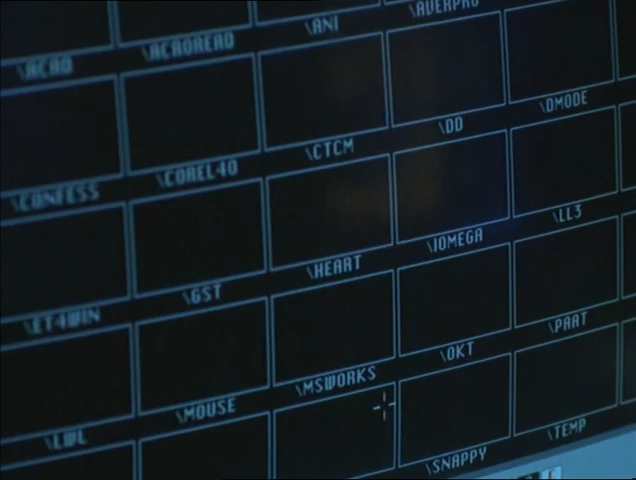 \ACAD \ACROREAD \ANI \AVERPRO
\CONFESS \COREL40 \CTCM \DD \DMODE
\ET4WIN \GST \HEART \IOMEGA \LL3
\LWL \MOUSE \MSWORKS \OKT \PART
\SNAPPY \TEMP